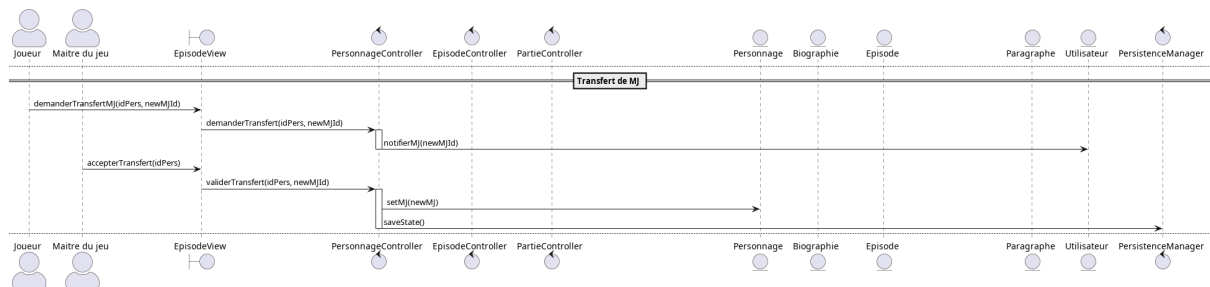 Joueur Maitre du jeu EpisodeView PersonnageController EpisodeController PartieController Personnage Biographie Episode Paragraphe Utilisateur PersistenceManager
Transfert de MJ
demanderTransfertMJ(idPers, newMJId)
demanderTransfert(idPers, newMJId)
notifierMJ(newMJId)
accepterTransfert(idPers)
validerTransfert(idPers, newMJId)
setMJ(newMJ)
saveState()
Joueur Maitre du jeu EpisodeView PersonnageController EpisodeController PartieController Personnage Biographie Episode Paragraphe Utilisateur PersistenceManager